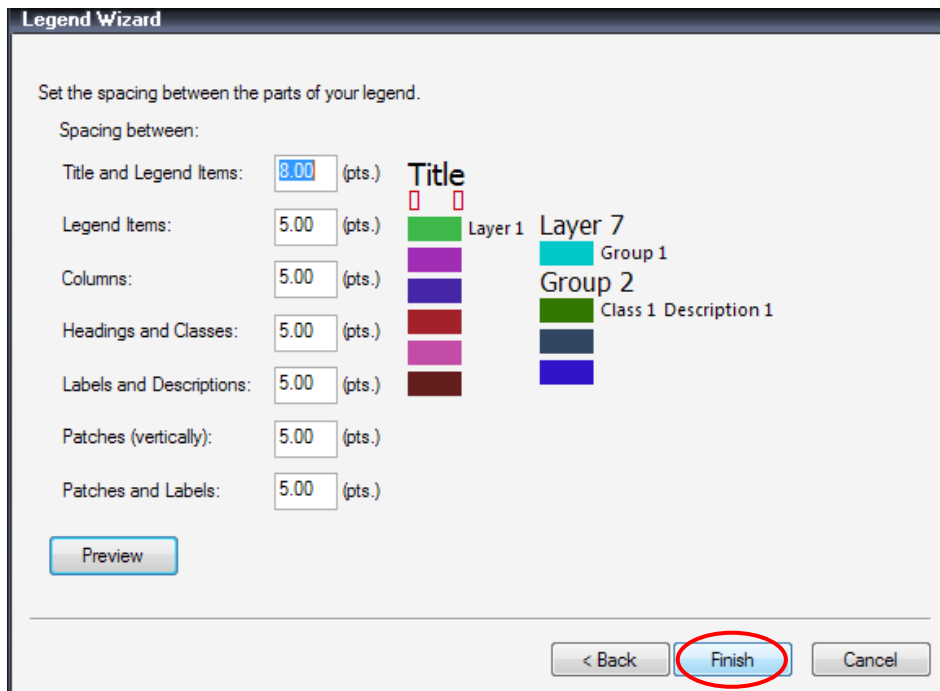 Legend Wizard
Set the spacing between the parts of your legend.
Spacing between:
Title and Legend Items: 8.00 (pts.)
Legend Items: 5.00 (pts.)
Columns: 5.00 (pts.)
Headings and Classes: 5.00 (pts.)
Labels and Descriptions: 5.00 (pts.)
Patches (vertically): 5.00 (pts.)
Patches and Labels: 5.00 (pts.)
Title
Layer 1
Layer 7
Group 1
Group 2
Class 1 Description 1
Preview
< Back Finish Cancel